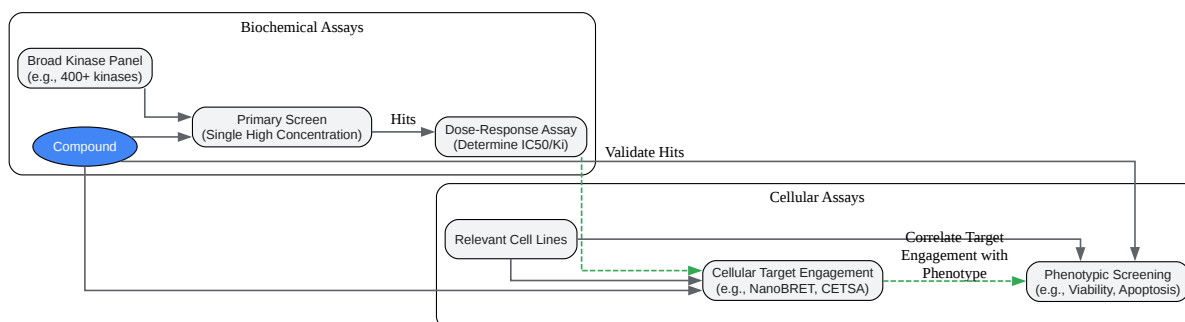 Biochemical Assays
Broad Kinase Panel
(e.g., 400+ kinases)
Primary Screen
(Single High Concentration)
Hits
Dose-Response Assay
(Determine IC50/Ki)
Compound
Validate Hits
Cellular Assays
Relevant Cell Lines
Correlate Target
Engagement with
Phenotype
Cellular Target Engagement
(e.g., NanoBRET, CETSA)
Phenotypic Screening
(e.g., Viability, Apoptosis)